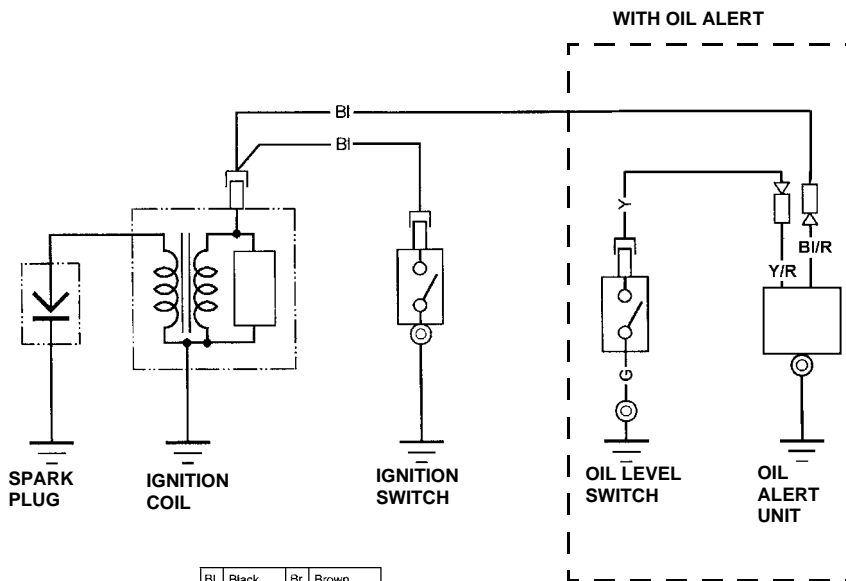 WITH OIL ALERT
Bl
Bl
Y
Bl/R
Y/R
G
SPARK
PLUG
IGNITION
COIL
IGNITION
SWITCH
OIL LEVEL
SWITCH
OIL
ALERT
UNIT
Bl Black Br Brown